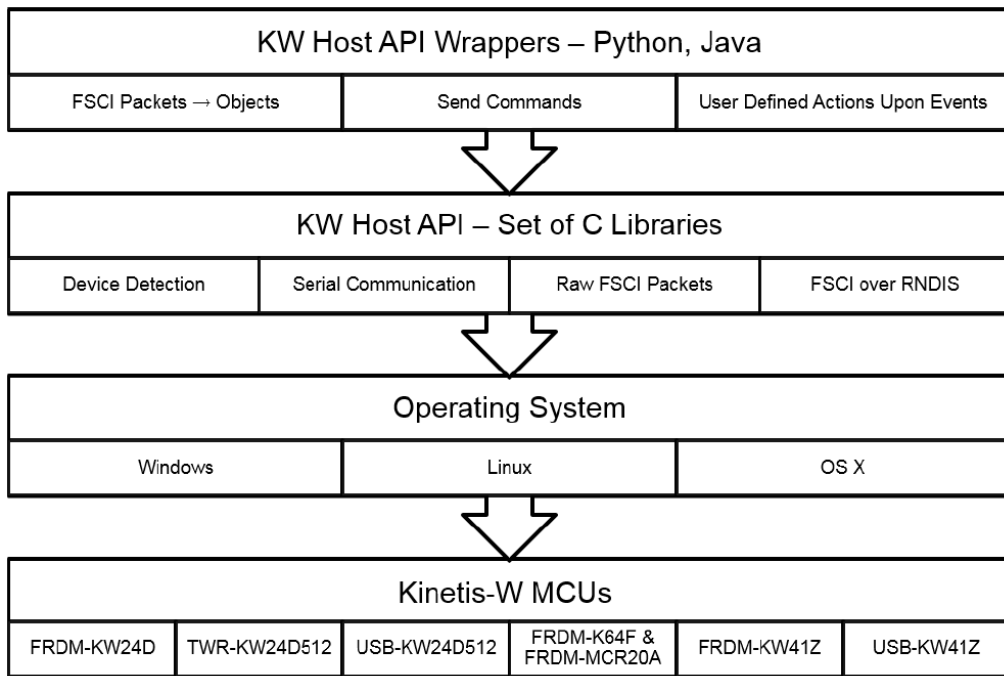 KW Host API Wrappers – Python, Java
FSCI Packets → Objects
Send Commands
User Defined Actions Upon Events
KW Host API – Set of C Libraries
Device Detection
Serial Communication
Raw FSCI Packets
FSCI over RNDIS
Operating System
Windows
Linux
OS X
Kinetis-W MCUs
FRDM-KW24D
TWR-KW24D512
USB-KW24D512
FRDM-K64F &
FRDM-MCR20A
FRDM-KW41Z
USB-KW41Z